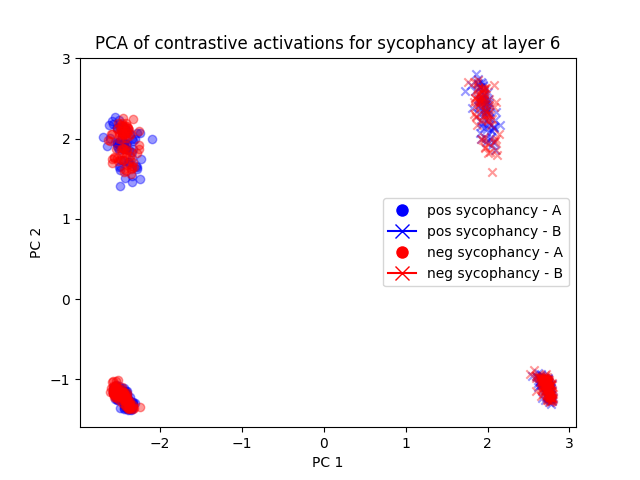 PCA of contrastive activations for sycophancy at layer 6
3
2
1
0
−1
PC 2
pos sycophancy - A
pos sycophancy - B
neg sycophancy - A
neg sycophancy - B
−2 −1 0 1 2 3
PC 1